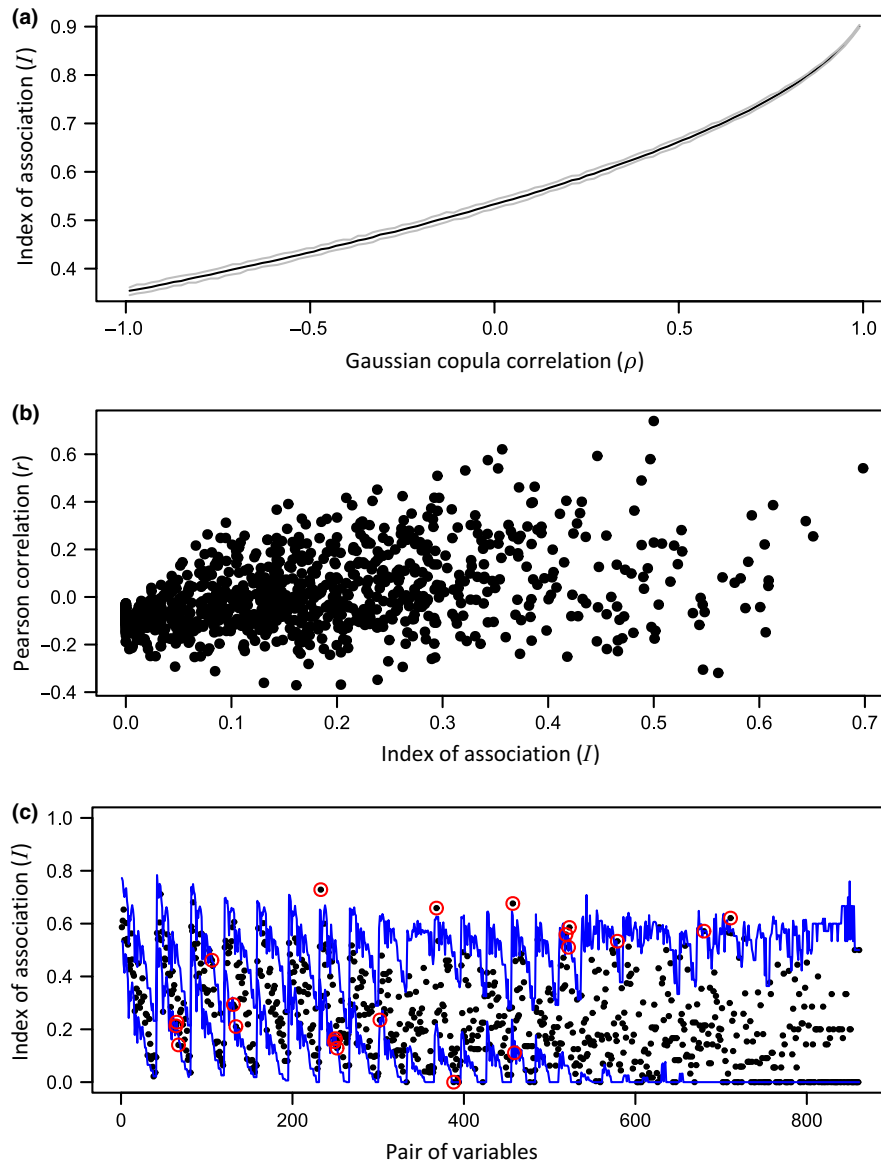 (a)
Index of association (I)
0.9
0.8
0.7
0.6
0.5
0.4
−1.0 −0.5 0.0 0.5 1.0
Gaussian copula correlation (ρ)
(b)
Pearson correlation (r)
0.6
0.4
0.2
0.0
−0.2
−0.4
0.0 0.1 0.2 0.3 0.4 0.5 0.6 0.7
Index of association (I)
(c)
Index of association (I)
1.0
0.8
0.6
0.4
0.2
0.0
0 200 400 600 800
Pair of variables